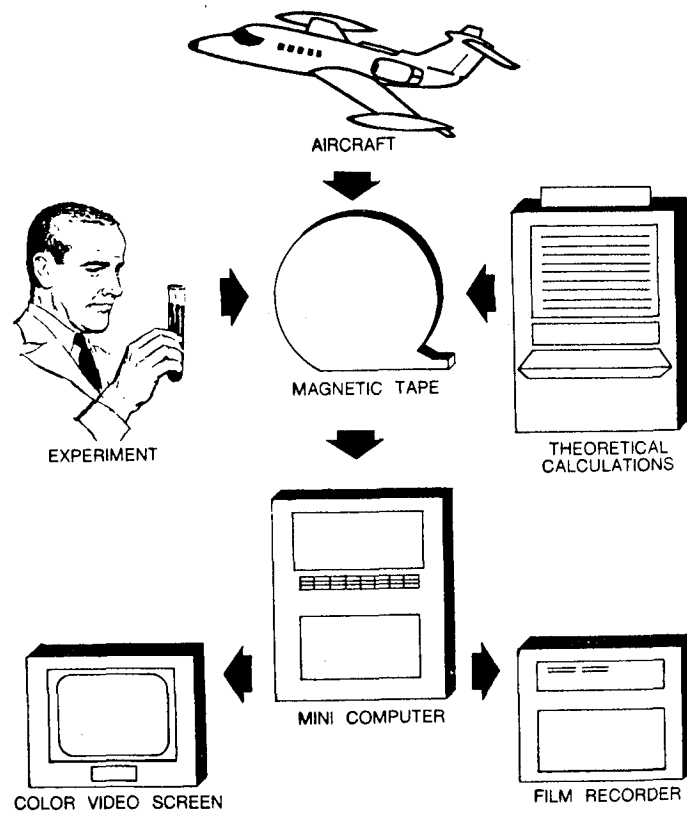 AIRCRAFT
MAGNETIC TAPE
EXPERIMENT
THEORETICAL
CALCULATIONS
MINI COMPUTER
COLOR VIDEO SCREEN
FILM RECORDER